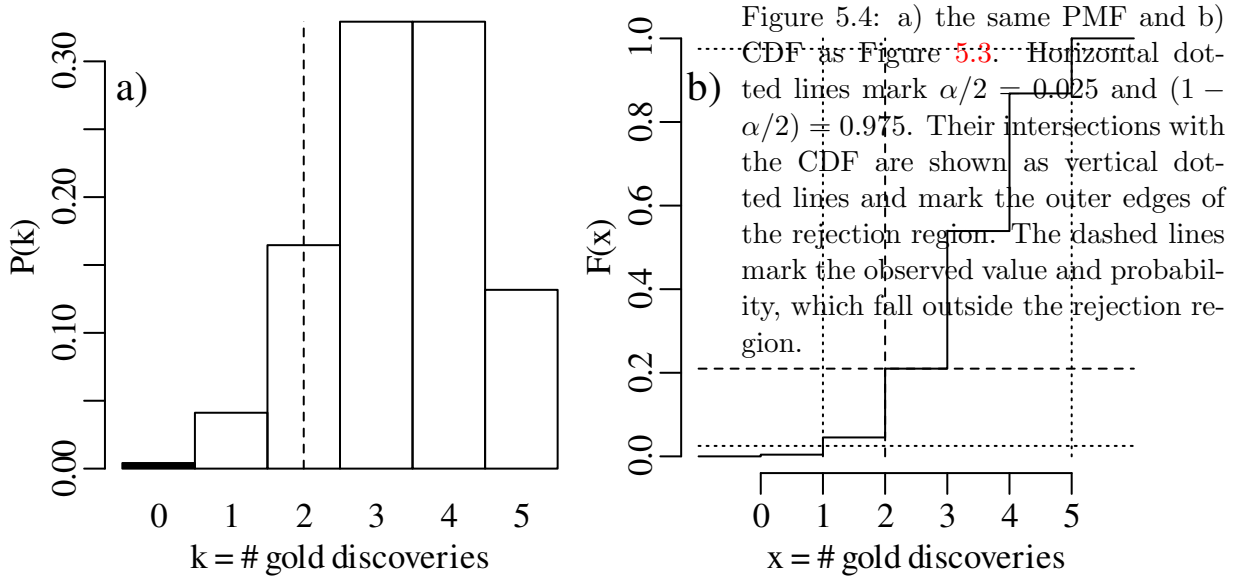 a)
P(k)
0.30
0.20
0.10
0.00
0 1 2 3 4 5
k = # gold discoveries
b)
F(x)
1.0
0.8
0.6
0.4
0.2
0.0
0 1 2 3 4 5
x = # gold discoveries
Figure 5.4: a) the same PMF and b)
CDF as Figure 5.3. Horizontal dot-
ted lines mark α/2 = 0.025 and (1 −
α/2) = 0.975. Their intersections with
the CDF are shown as vertical dot-
ted lines and mark the outer edges of
the rejection region. The dashed lines
mark the observed value and probabil-
ity, which fall outside the rejection re-
gion.